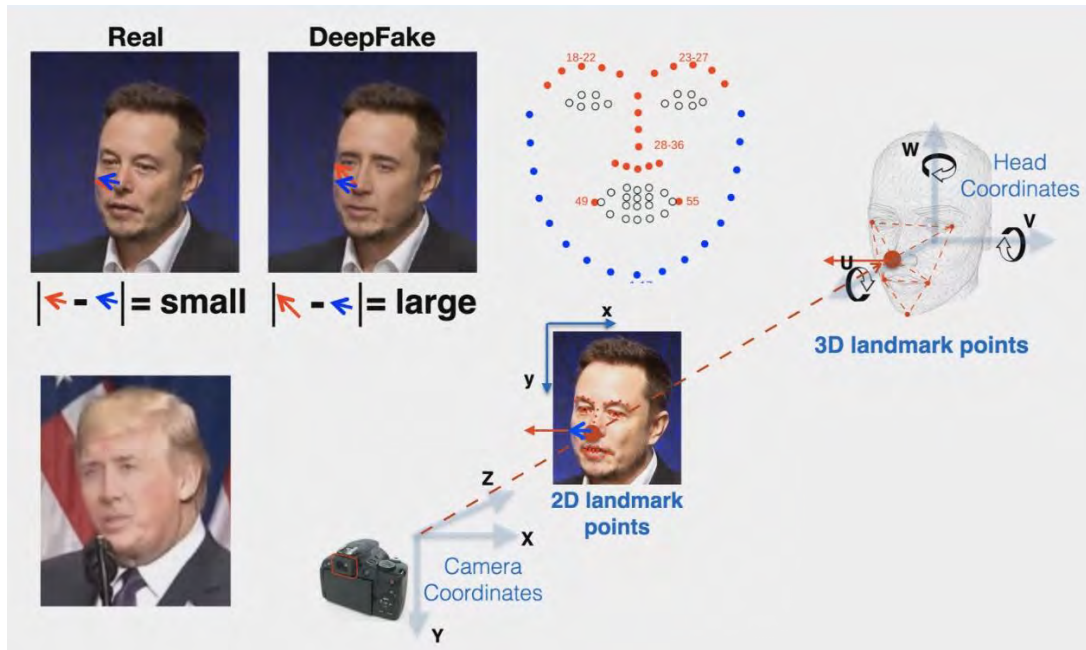 Real
DeepFake
| - |= small
| - |= large
18-22
23-27
28-36
49
55
W
Head
Coordinates
V
U
3D landmark points
x
y
2D landmark
points
Z
X
Camera
Coordinates
Y